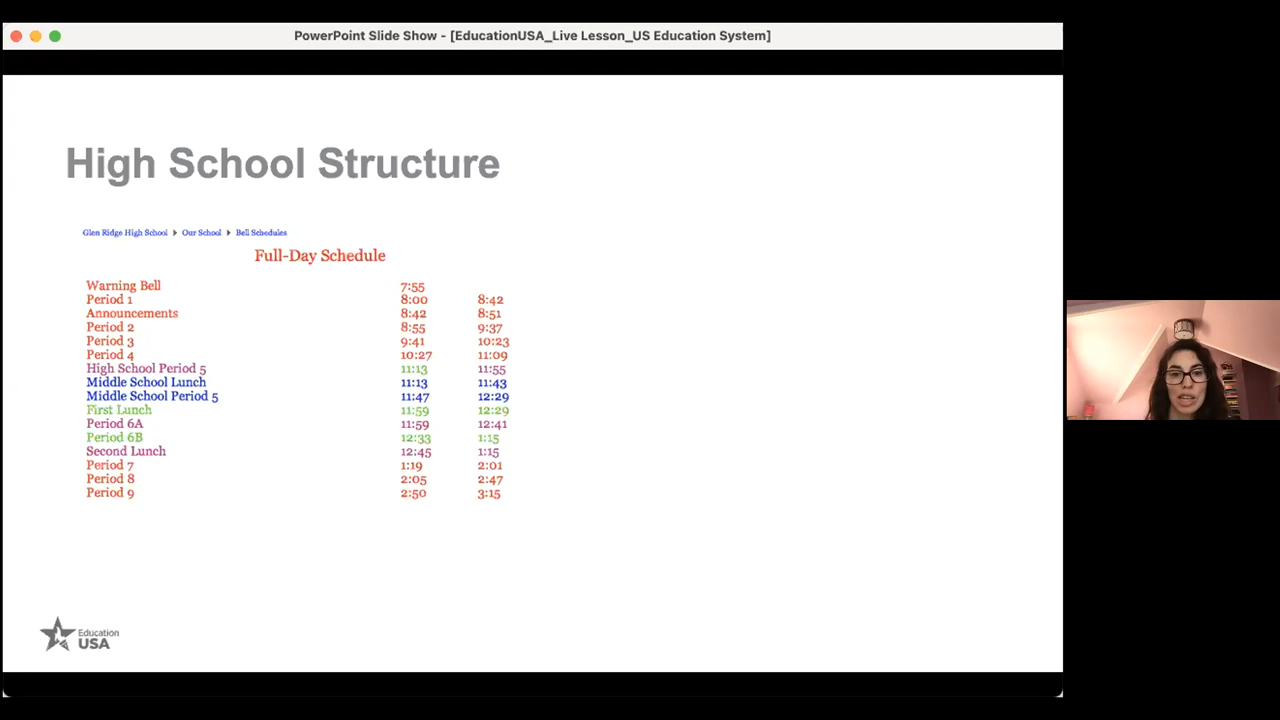 PowerPoint Slide Show - [EducationUSA_Live Lesson_US Education System]
High School Structure
Glen Ridge High School ▸ Our School ▸ Bell Schedules
Full-Day Schedule
Warning Bell 7:55
Period 1 8:00 8:42
Announcements 8:42 8:51
Period 2 8:55 9:37
Period 3 9:41 10:23
Period 4 10:27 11:09
High School Period 5 11:13 11:55
Middle School Lunch 11:13 11:43
Middle School Period 5 11:47 12:29
First Lunch 11:59 12:29
Period 6A 11:59 12:41
Period 6B 12:33 1:15
Second Lunch 12:45 1:15
Period 7 1:19 2:01
Period 8 2:05 2:47
Period 9 2:50 3:15
Education
USA